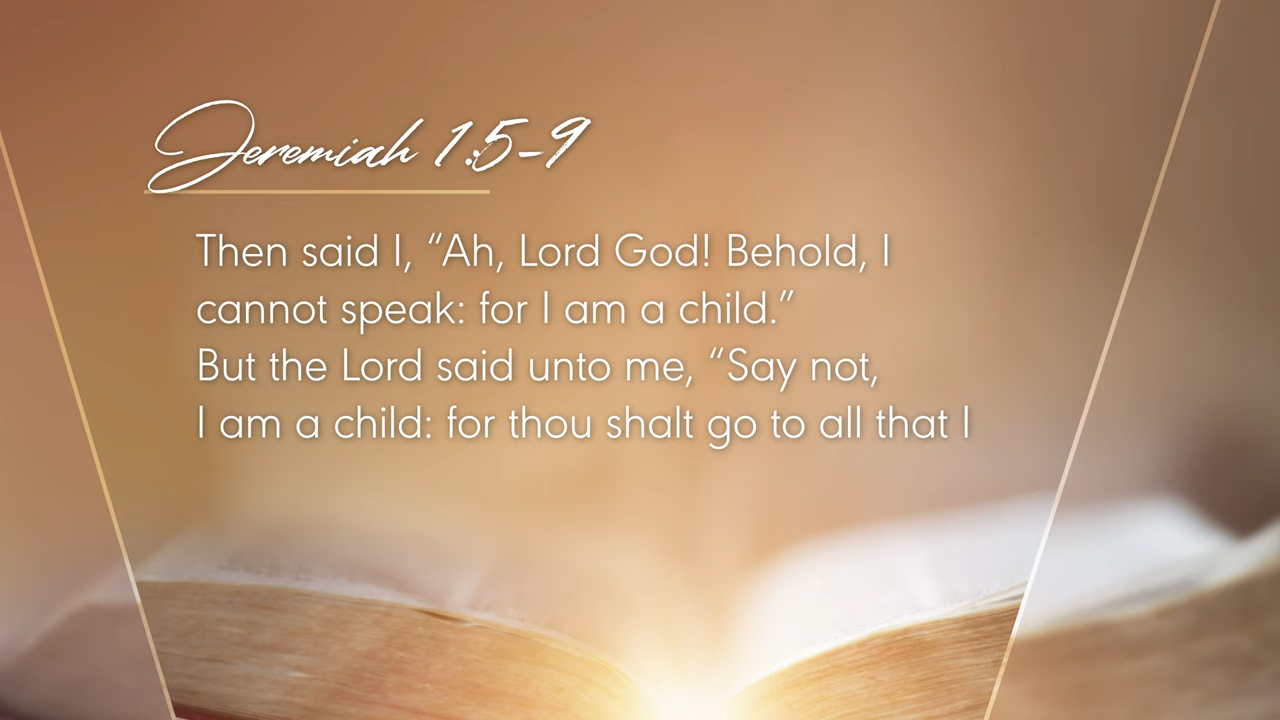 Jeremiah 1:5-9
Then said I, “Ah, Lord God! Behold, I
cannot speak: for I am a child.”
But the Lord said unto me, “Say not,
I am a child: for thou shalt go to all that I